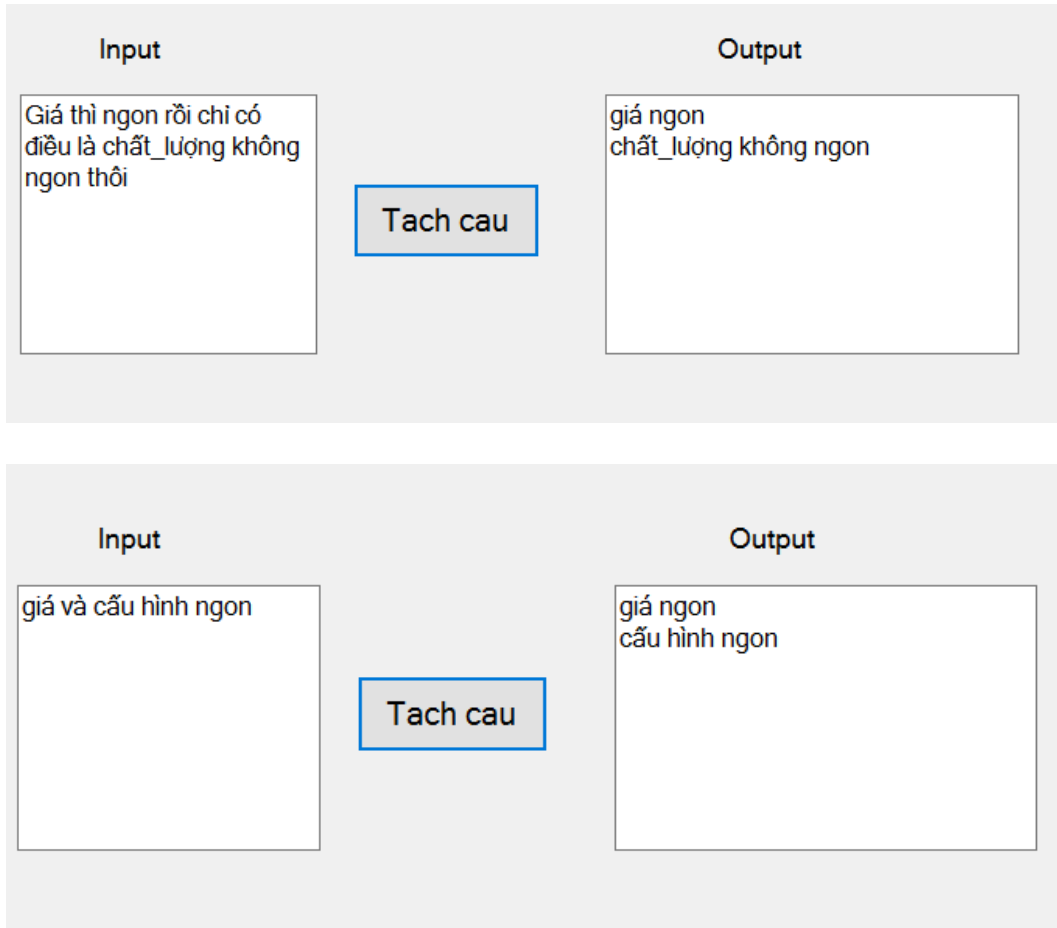 Input
Output
Giá thì ngon rồi chỉ có
điều là chất_lượng không
ngon thôi
Tach cau
giá ngon
chất_lượng không ngon
Input
Output
giá và cấu hình ngon
Tach cau
giá ngon
cấu hình ngon